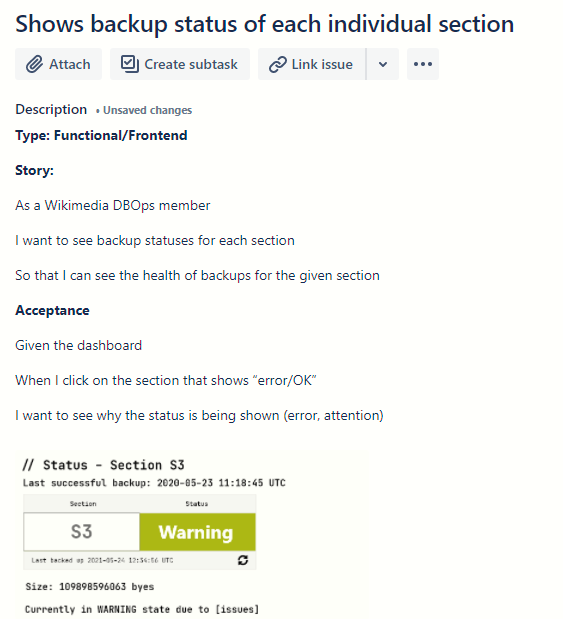 Shows backup status of each individual section
Attach Create subtask Link issue
Description • Unsaved changes
Type: Functional/Frontend
Story:
As a Wikimedia DBOps member
I want to see backup statuses for each section
So that I can see the health of backups for the given section
Acceptance
Given the dashboard
When I click on the section that shows “error/OK”
I want to see why the status is being shown (error, attention)
// Status - Section S3
Last successful backup: 2020-05-23 11:18:45 UTC
Section Status
S3 Warning
Last backed up 2021-05-24 12:34:56 UTC
Size: 109898596063 byes
Currently in WARNING state due to [issues]